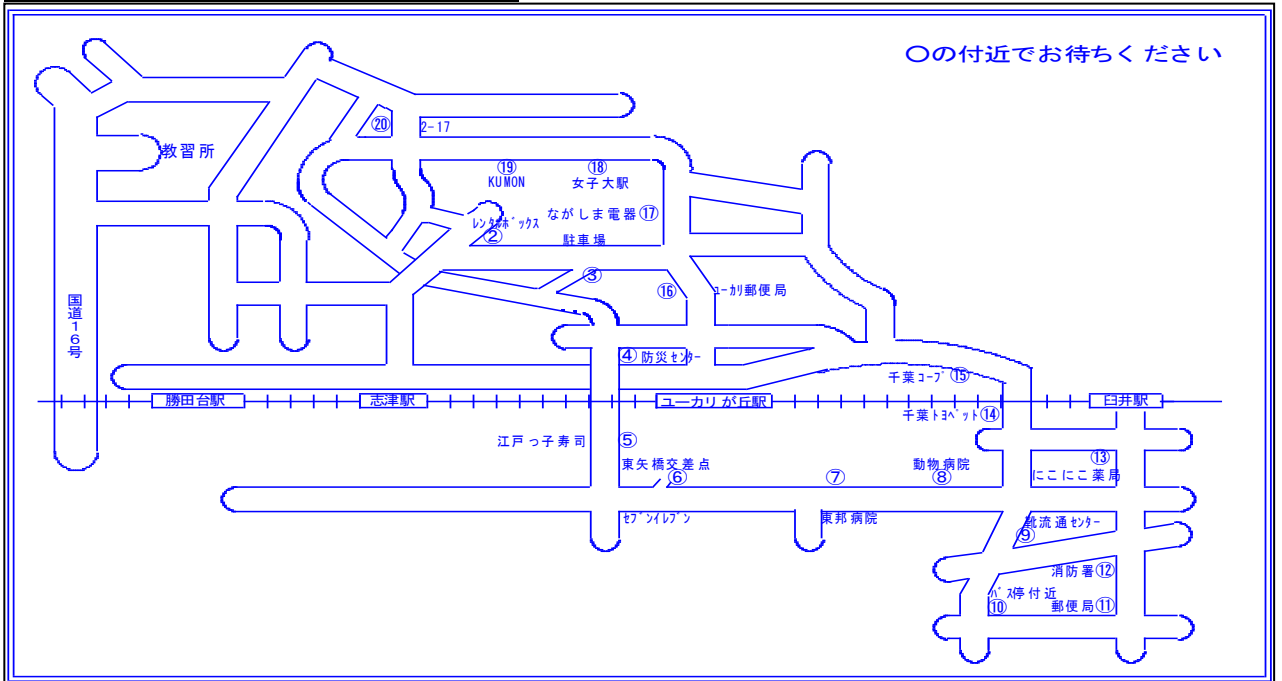 〇の付近でお待ちください
⑳
2-17
教習所
⑲
KUMON
⑱
女子大駅
ながしま電器⑰
レンタルボックス
②
駐車場
③
⑯
ユーカリ郵便局
国道16号
④防災センター
千葉コープ⑮
勝田台駅
志津駅
ユーカリが丘駅
臼井駅
千葉トヨペット⑭
江戸っ子寿司
⑤
東矢橋交差点
⑥
⑦
動物病院
⑧
⑬
にこにこ薬局
セブンイレブン
東邦病院
靴流通センター
⑨
消防署⑫
バス停付近
⑩
郵便局⑪